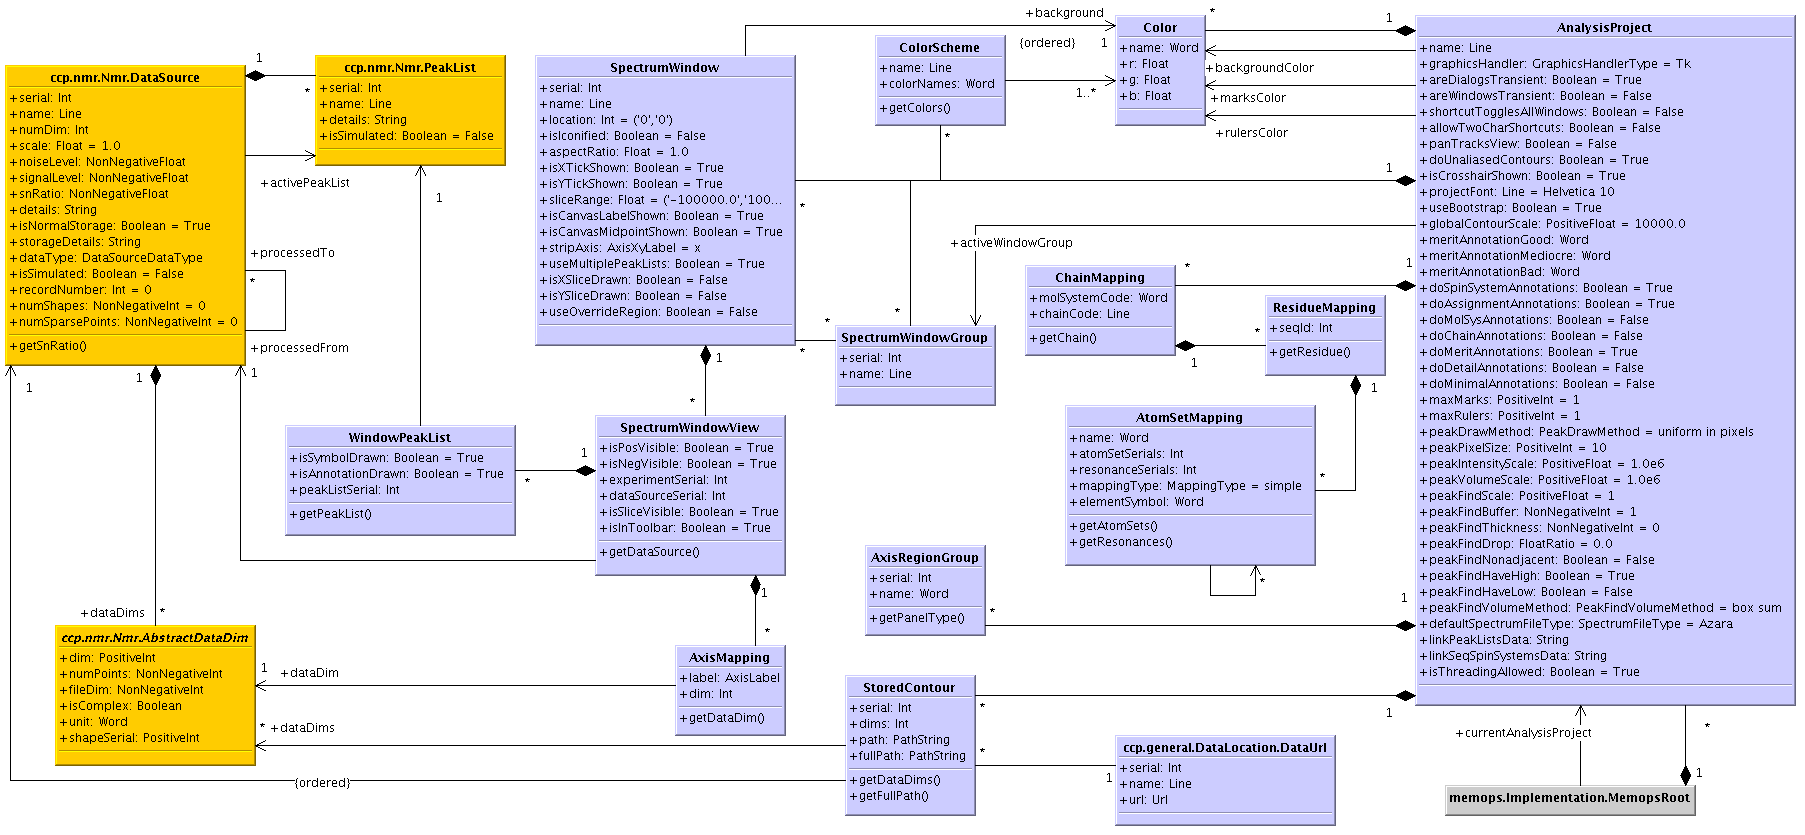 ccp.nmr.Nmr.DataSource
+serial: Int
+name: Line
+numDim: Int
+scale: Float = 1.0
+noiseLevel: NonNegativeFloat
+signalLevel: NonNegativeFloat
+snRatio: NonNegativeFloat
+details: String
+isNormalStorage: Boolean = True
+storageDetails: String
+dataType: DataSourceDataType
+isSimulated: Boolean = False
+recordNumber: Int = 0
+numShapes: NonNegativeInt = 0
+numSparsePoints: NonNegativeInt = 0
+getSnRatio()
1
*
ccp.nmr.Nmr.PeakList
+serial: Int
+name: Line
+details: String
+isSimulated: Boolean = False
+activePeakList
1
+processedTo
*
+processedFrom
1
1
1
+dataDims
*
ccp.nmr.Nmr.AbstractDataDim
+dim: PositiveInt
+numPoints: NonNegativeInt
+fileDim: NonNegativeInt
+isComplex: Boolean
+unit: Word
+shapeSerial: PositiveInt
1
+dataDim
*
+dataDims
{ordered}
WindowPeakList
+isSymbolDrawn: Boolean = True
+isAnnotationDrawn: Boolean = True
+peakListSerial: Int
+getPeakList()
1
*
SpectrumWindow
+serial: Int
+name: Line
+location: Int = ('0','0')
+isIconified: Boolean = False
+aspectRatio: Float = 1.0
+isXTickShown: Boolean = True
+isYTickShown: Boolean = True
+sliceRange: Float = ('-100000.0','100...
+isCanvasLabelShown: Boolean = True
+isCanvasMidpointShown: Boolean = True
+stripAxis: AxisXyLabel = x
+useMultiplePeakLists: Boolean = True
+isXSliceDrawn: Boolean = False
+isYSliceDrawn: Boolean = False
+useOverrideRegion: Boolean = False
1
*
SpectrumWindowView
+isPosVisible: Boolean = True
+isNegVisible: Boolean = True
+experimentSerial: Int
+dataSourceSerial: Int
+isSliceVisible: Boolean = True
+isInToolbar: Boolean = True
+getDataSource()
1
*
AxisMapping
+label: AxisLabel
+dim: Int
+getDataDim()
+background
{ordered}
1
1..*
ColorScheme
+name: Line
+colorNames: Word
+getColors()
*
*
*
*
*
Color
+name: Word
+r: Float
+g: Float
+b: Float
*
1
+backgroundColor
+marksColor
+rulersColor
1
+activeWindowGroup
SpectrumWindowGroup
+serial: Int
+name: Line
ChainMapping
+molSystemCode: Word
+chainCode: Line
+getChain()
*
1
1
*
ResidueMapping
+seqId: Int
+getResidue()
1
*
AtomSetMapping
+name: Word
+atomSetSerials: Int
+resonanceSerials: Int
+mappingType: MappingType = simple
+elementSymbol: Word
+getAtomSets()
+getResonances()
*
AxisRegionGroup
+serial: Int
+name: Word
+getPanelType()
*
1
StoredContour
+serial: Int
+dims: Int
+path: PathString
+fullPath: PathString
+getDataDims()
+getFullPath()
*
1
*
1
ccp.general.DataLocation.DataUrl
+serial: Int
+name: Line
+url: Url
AnalysisProject
+name: Line
+graphicsHandler: GraphicsHandlerType = Tk
+areDialogsTransient: Boolean = True
+areWindowsTransient: Boolean = False
+shortcutTogglesAllWindows: Boolean = False
+allowTwoCharShortcuts: Boolean = False
+panTracksView: Boolean = False
+doUnaliasedContours: Boolean = True
+isCrosshairShown: Boolean = True
+projectFont: Line = Helvetica 10
+useBootstrap: Boolean = True
+globalContourScale: PositiveFloat = 10000.0
+meritAnnotationGood: Word
+meritAnnotationMediocre: Word
+meritAnnotationBad: Word
+doSpinSystemAnnotations: Boolean = True
+doAssignmentAnnotations: Boolean = True
+doMolSysAnnotations: Boolean = False
+doChainAnnotations: Boolean = False
+doMeritAnnotations: Boolean = True
+doDetailAnnotations: Boolean = False
+doMinimalAnnotations: Boolean = False
+maxMarks: PositiveInt = 1
+maxRulers: PositiveInt = 1
+peakDrawMethod: PeakDrawMethod = uniform in pixels
+peakPixelSize: PositiveInt = 10
+peakIntensityScale: PositiveFloat = 1.0e6
+peakVolumeScale: PositiveFloat = 1.0e6
+peakFindScale: PositiveFloat = 1
+peakFindBuffer: NonNegativeInt = 1
+peakFindThickness: NonNegativeInt = 0
+peakFindDrop: FloatRatio = 0.0
+peakFindNonadjacent: Boolean = False
+peakFindHaveHigh: Boolean = True
+peakFindHaveLow: Boolean = False
+peakFindVolumeMethod: PeakFindVolumeMethod = box sum
+defaultSpectrumFileType: SpectrumFileType = Azara
+linkPeakListsData: String
+linkSeqSpinSystemsData: String
+isThreadingAllowed: Boolean = True
+currentAnalysisProject
*
1
memops.Implementation.MemopsRoot